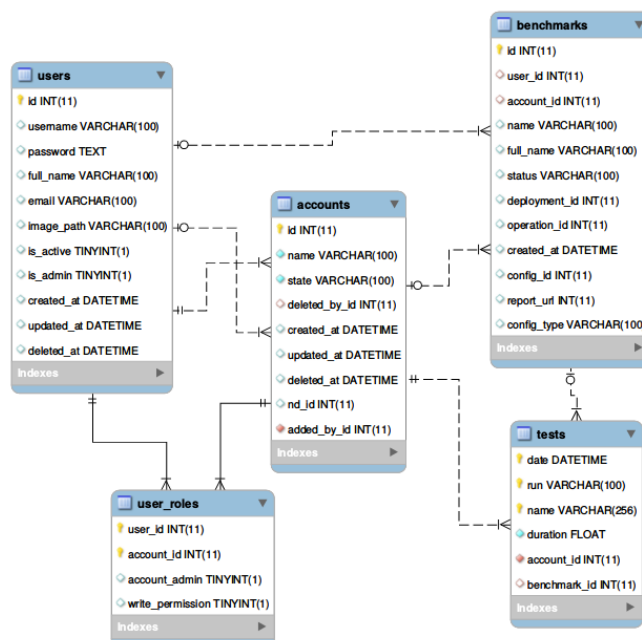 benchmarks
id INT(11)
user_id INT(11)
account_id INT(11)
name VARCHAR(100)
full_name VARCHAR(100)
status VARCHAR(100)
deployment_id INT(11)
operation_id INT(11)
created_at DATETIME
config_id INT(11)
report_url INT(11)
config_type VARCHAR(100)
Indexes
users
id INT(11)
username VARCHAR(100)
password TEXT
full_name VARCHAR(100)
email VARCHAR(100)
image_path VARCHAR(100)
is_active TINYINT(1)
is_admin TINYINT(1)
created_at DATETIME
updated_at DATETIME
deleted_at DATETIME
Indexes
accounts
id INT(11)
name VARCHAR(100)
state VARCHAR(100)
deleted_by_id INT(11)
created_at DATETIME
updated_at DATETIME
deleted_at DATETIME
nd_id INT(11)
added_by_id INT(11)
Indexes
tests
date DATETIME
run VARCHAR(100)
name VARCHAR(256)
duration FLOAT
account_id INT(11)
benchmark_id INT(11)
Indexes
user_roles
user_id INT(11)
account_id INT(11)
account_admin TINYINT(1)
write_permission TINYINT(1)
Indexes